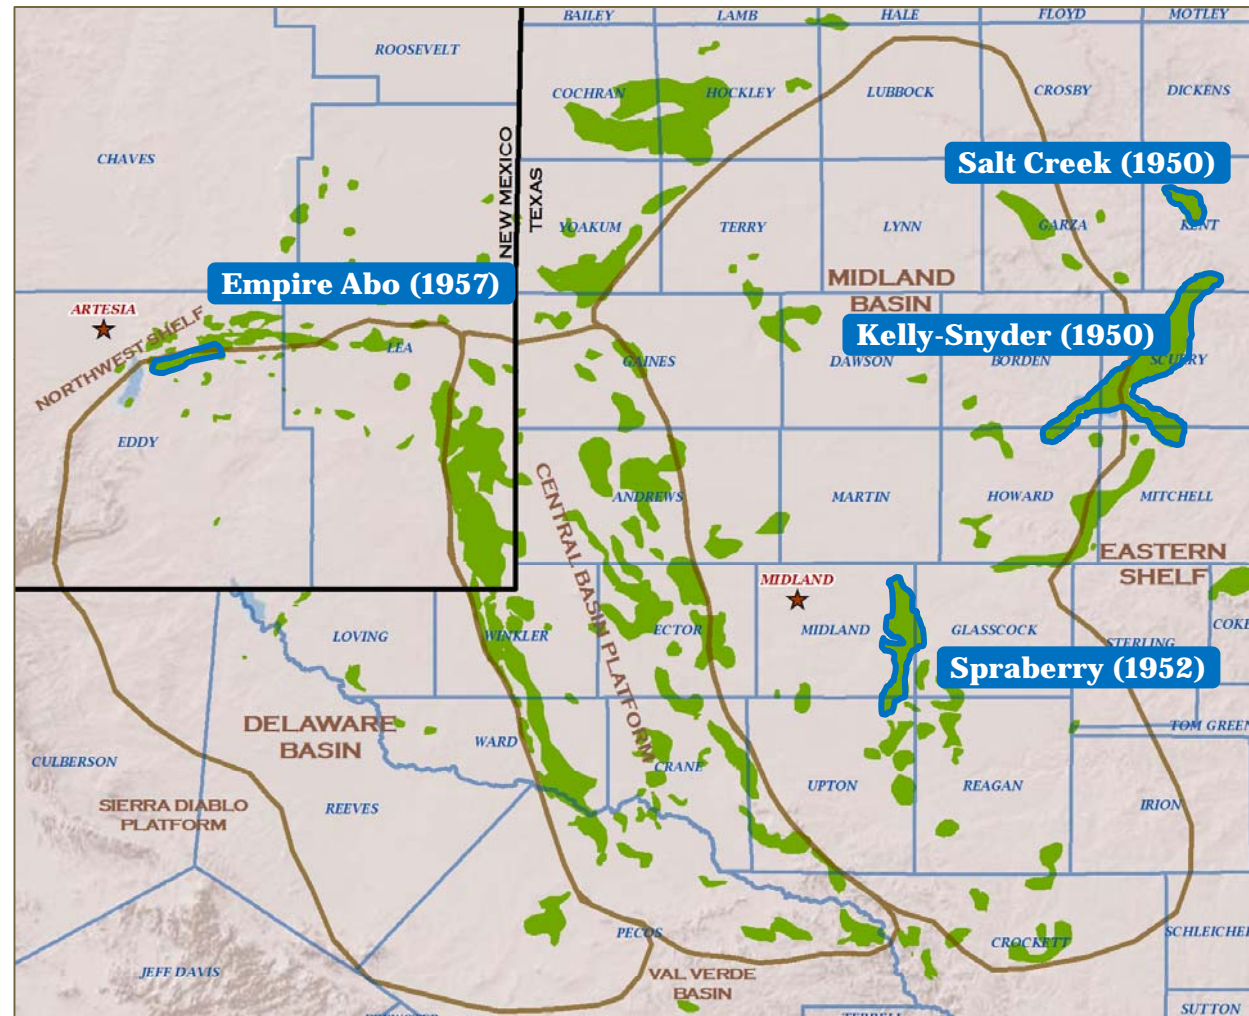 BAILEY
LAMB
HALE
FLOYD
MOTLEY
ROOSEVELT
COCHRAN
HOCKLEY
LUBBOCK
CROSBY
DICKENS
CHAVES
NEW MEXICO
TEXAS
Salt Creek (1950)
YOAKUM
TERRY
LYNN
GARZA
KENT
Empire Abo (1957)
MIDLAND
BASIN
ARTESIA
NORTHWEST SHELF
LEA
Kelly-Snyder (1950)
GAINES
DAWSON
BORDEN
SCURRY
EDDY
CENTRAL BASIN PLATFORM
ANDREWS
MARTIN
HOWARD
MITCHELL
EASTERN
SHELF
MIDLAND
LOVING
WINKLER
ECTOR
MIDLAND
GLASSCOCK
STERLING
COKE
Spraberry (1952)
DELAWARE
BASIN
WARD
TOM GREEN
CULBERSON
CRANE
UPTON
REAGAN
IRION
SIERRA DIABLO
PLATFORM
REEVES
PECOS
CROCKETT
SCHLEICHER
JEFF DAVIS
VAL VERDE
BASIN
SUTTON